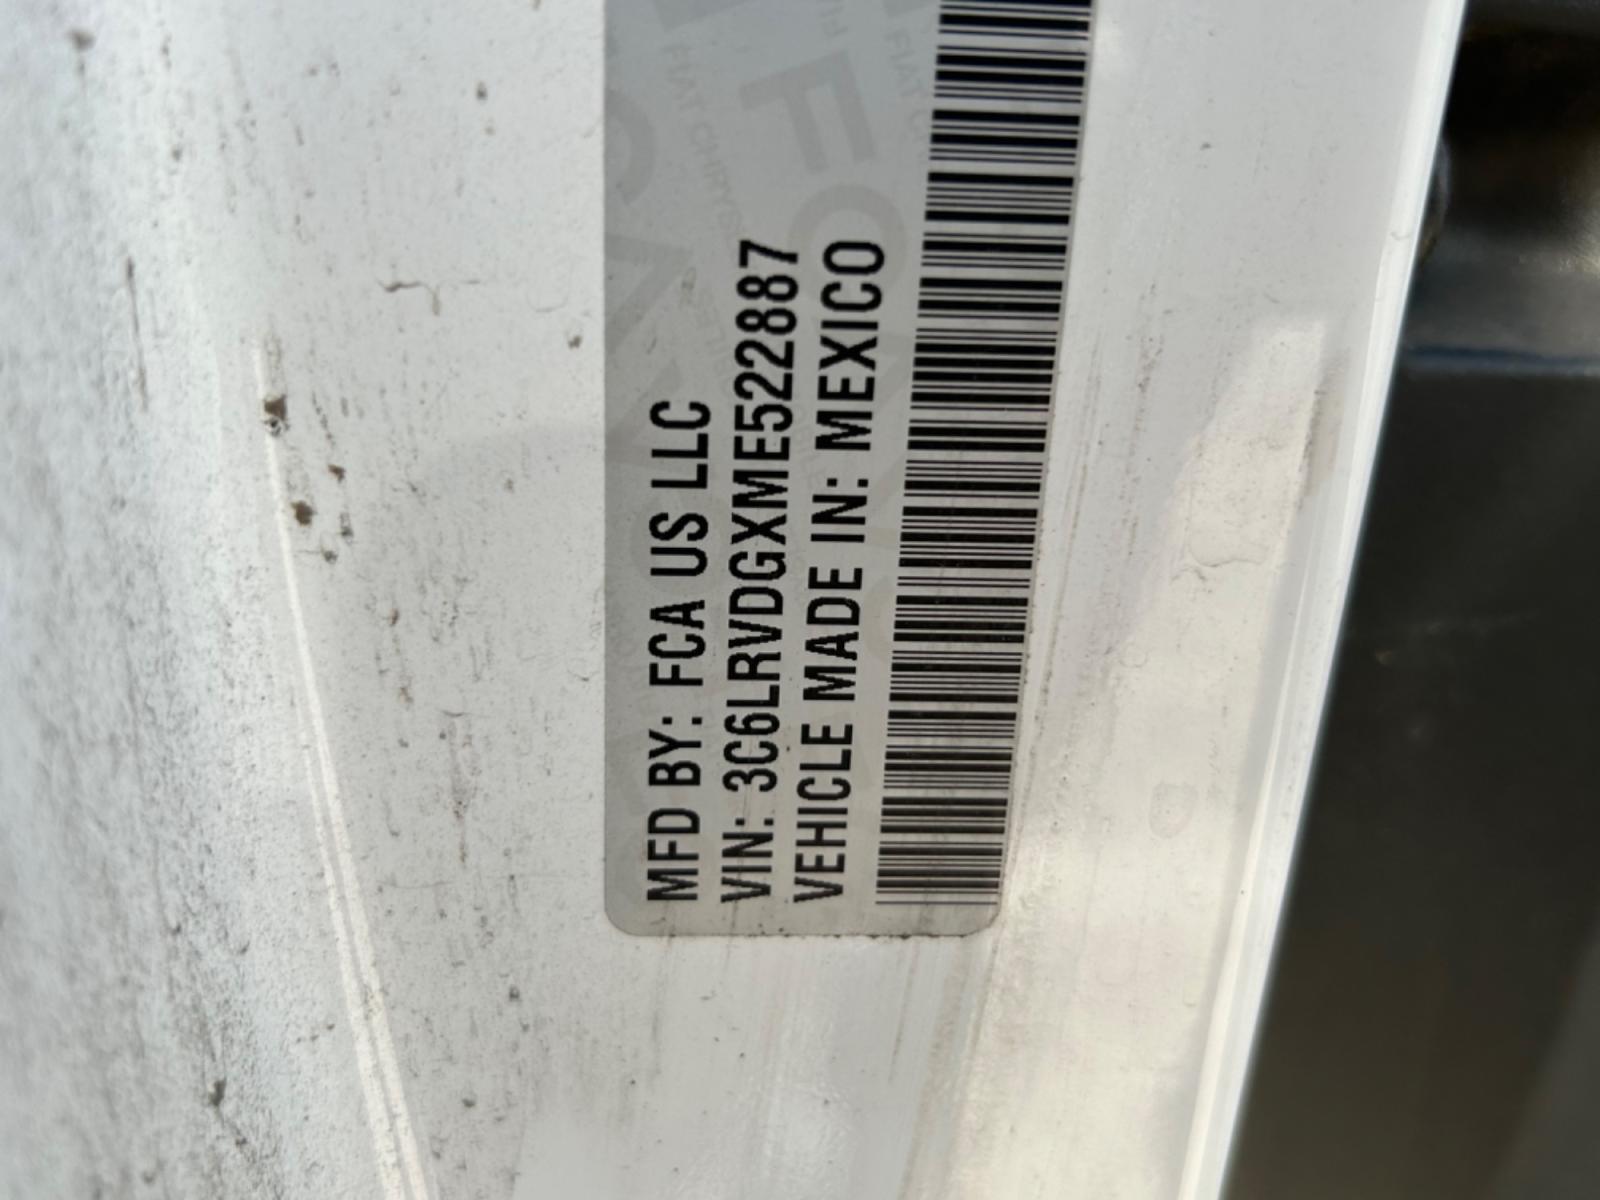 MFD BY: FCA US LLC
VIN: 3C6LRVDGXME522887
VEHICLE MADE IN: MEXICO